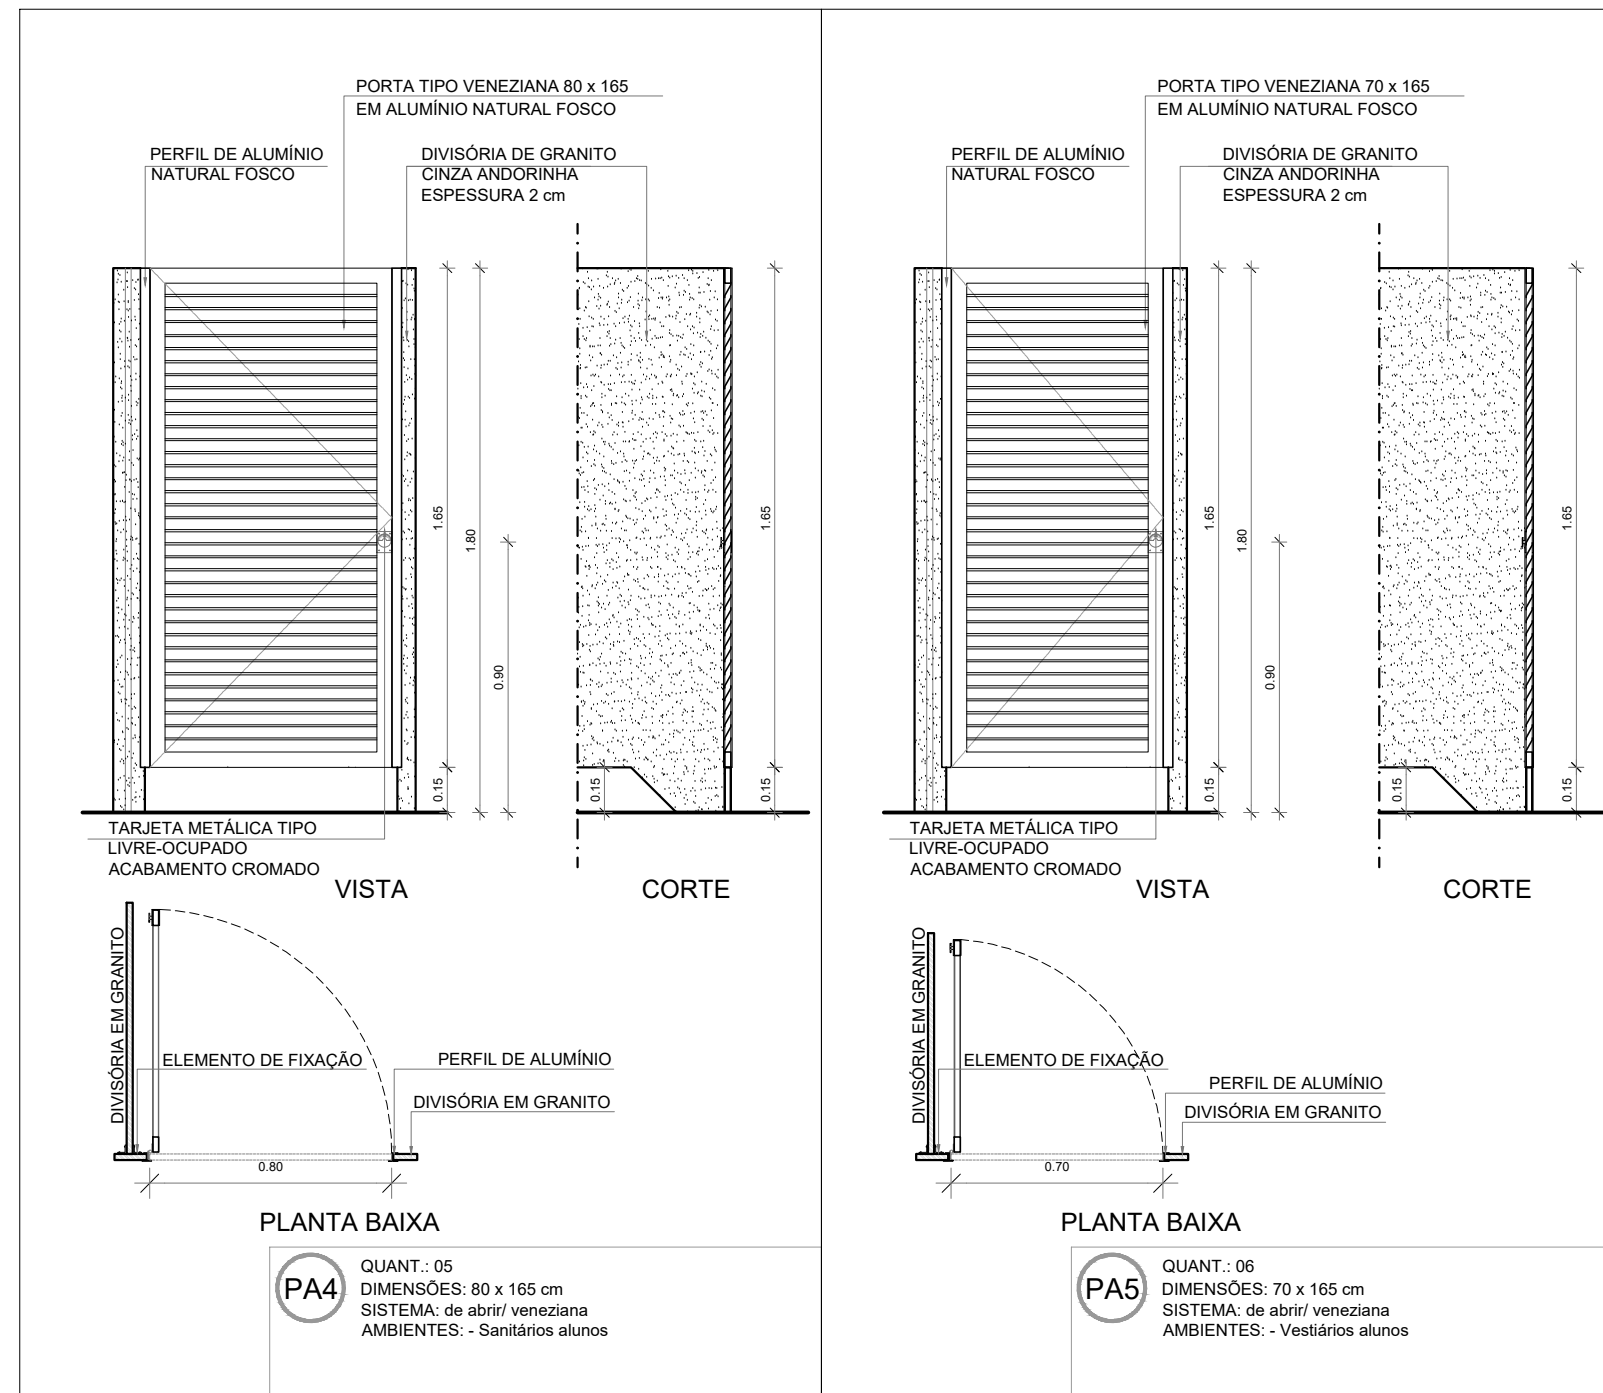 PORTA TIPO VENEZIANA 80 x 165
EM ALUMÍNIO NATURAL FOSCO
PERFIL DE ALUMÍNIO
NATURAL FOSCO
DIVISÓRIA DE GRANITO
CINZA ANDORINHA
ESPESSURA 2 cm
1.65
1.80
0.90
0.15
0.15
1.65
0.15
TARJETA METÁLICA TIPO
LIVRE-OCUPADO
ACABAMENTO CROMADO
VISTA
CORTE
DIVISÓRIA EM GRANITO
ELEMENTO DE FIXAÇÃO
PERFIL DE ALUMÍNIO
DIVISÓRIA EM GRANITO
0.80
PLANTA BAIXA
PA4
QUANT.: 05
DIMENSÕES: 80 x 165 cm
SISTEMA: de abrir/ veneziana
AMBIENTES: - Sanitários alunos
PORTA TIPO VENEZIANA 70 x 165
EM ALUMÍNIO NATURAL FOSCO
PERFIL DE ALUMÍNIO
NATURAL FOSCO
DIVISÓRIA DE GRANITO
CINZA ANDORINHA
ESPESSURA 2 cm
1.65
1.80
0.90
0.15
0.15
1.65
0.15
TARJETA METÁLICA TIPO
LIVRE-OCUPADO
ACABAMENTO CROMADO
VISTA
CORTE
DIVISÓRIA EM GRANITO
ELEMENTO DE FIXAÇÃO
PERFIL DE ALUMÍNIO
DIVISÓRIA EM GRANITO
0.70
PLANTA BAIXA
PA5
QUANT.: 06
DIMENSÕES: 70 x 165 cm
SISTEMA: de abrir/ veneziana
AMBIENTES: - Vestiários alunos